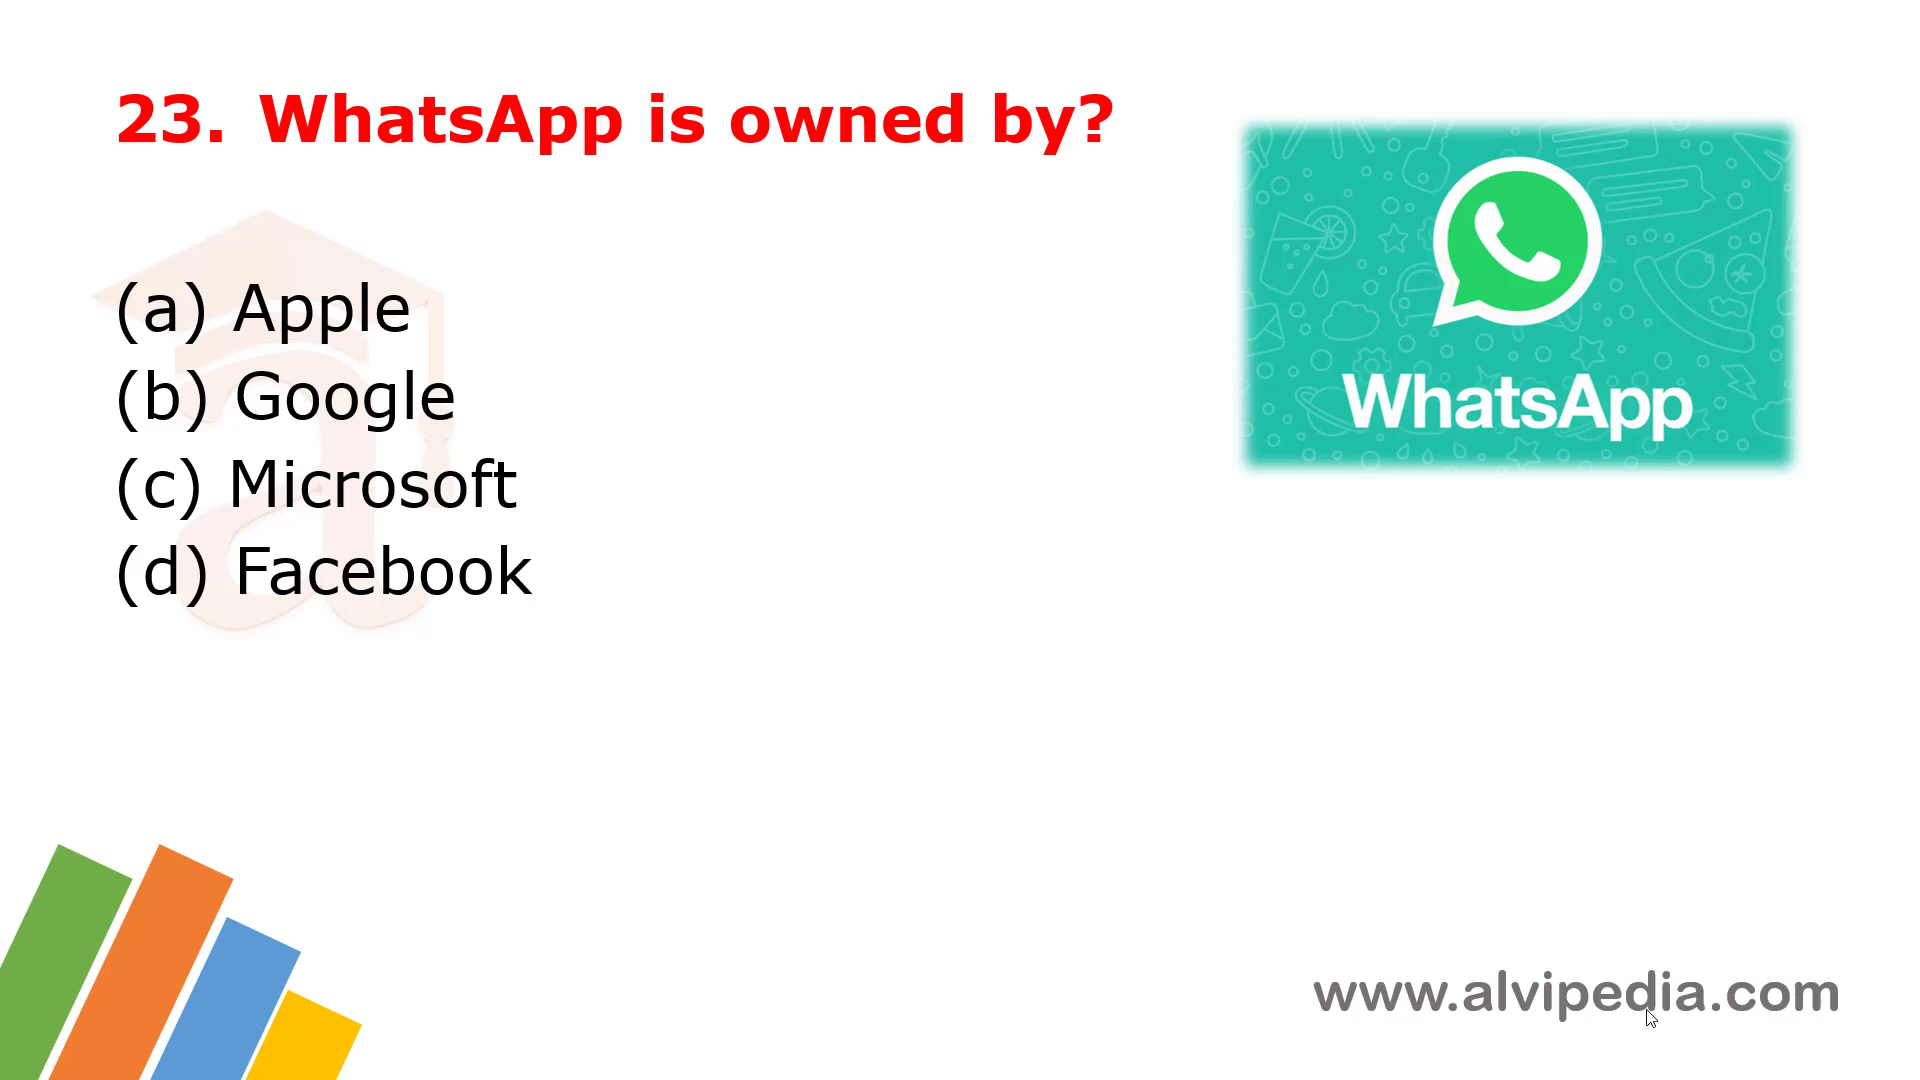 23. WhatsApp is owned by?
(a) Apple
(b) Google
(c) Microsoft
(d) Facebook
WhatsApp
www.alvipedia.com